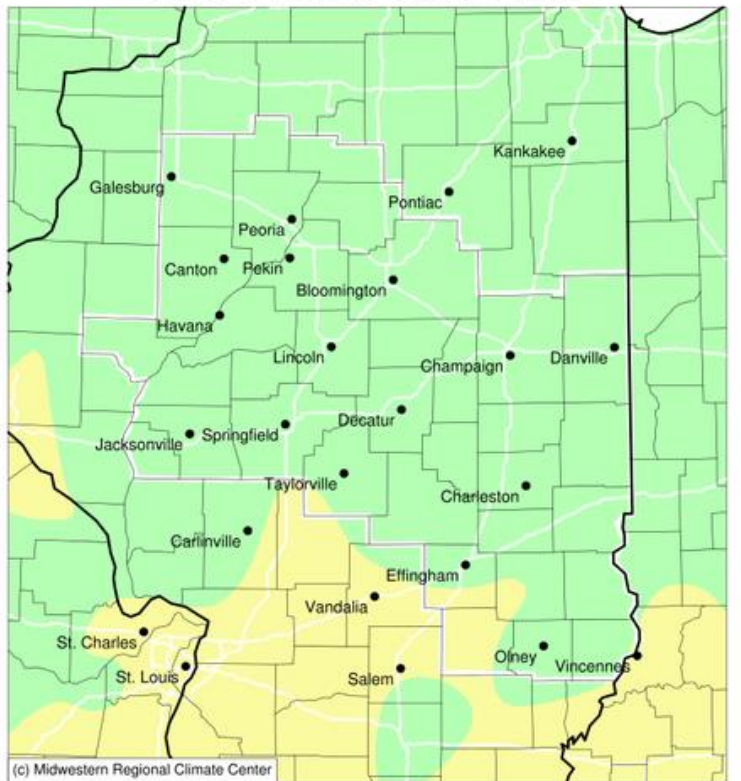 Kankakee
Galesburg
Pontiac
Peoria
Canton
Pekin
Bloomington
Havana
Lincoln
Champaign
Danville
Decatur
Jacksonville
Springfield
Taylorville
Charleston
Carlinville
Effingham
Vandalia
St. Charles
Olney
Vincennes
St. Louis
Salem
(c) Midwestern Regional Climate Center